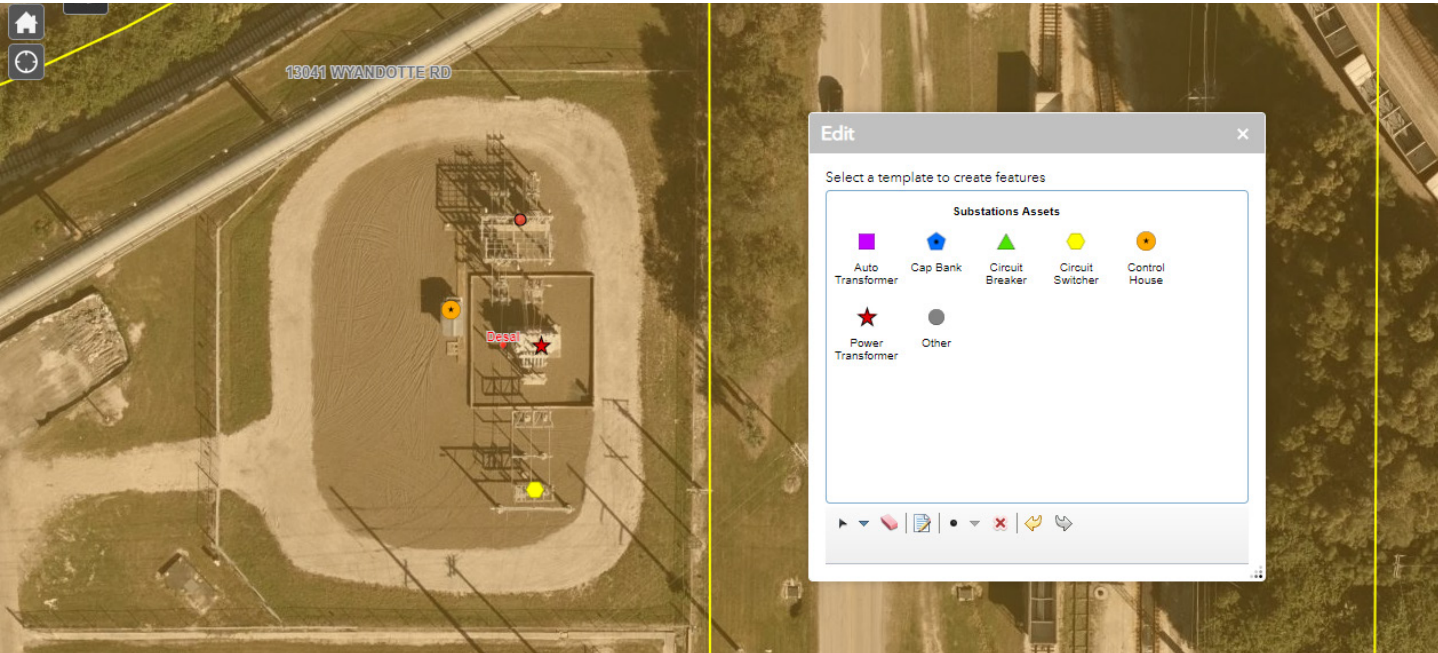 13041 WYANDOTTE RD
Desal
Edit
Select a template to create features
Substations Assets
Auto
Transformer
Cap Bank
Circuit
Breaker
Circuit
Switcher
Control
House
Power
Transformer
Other